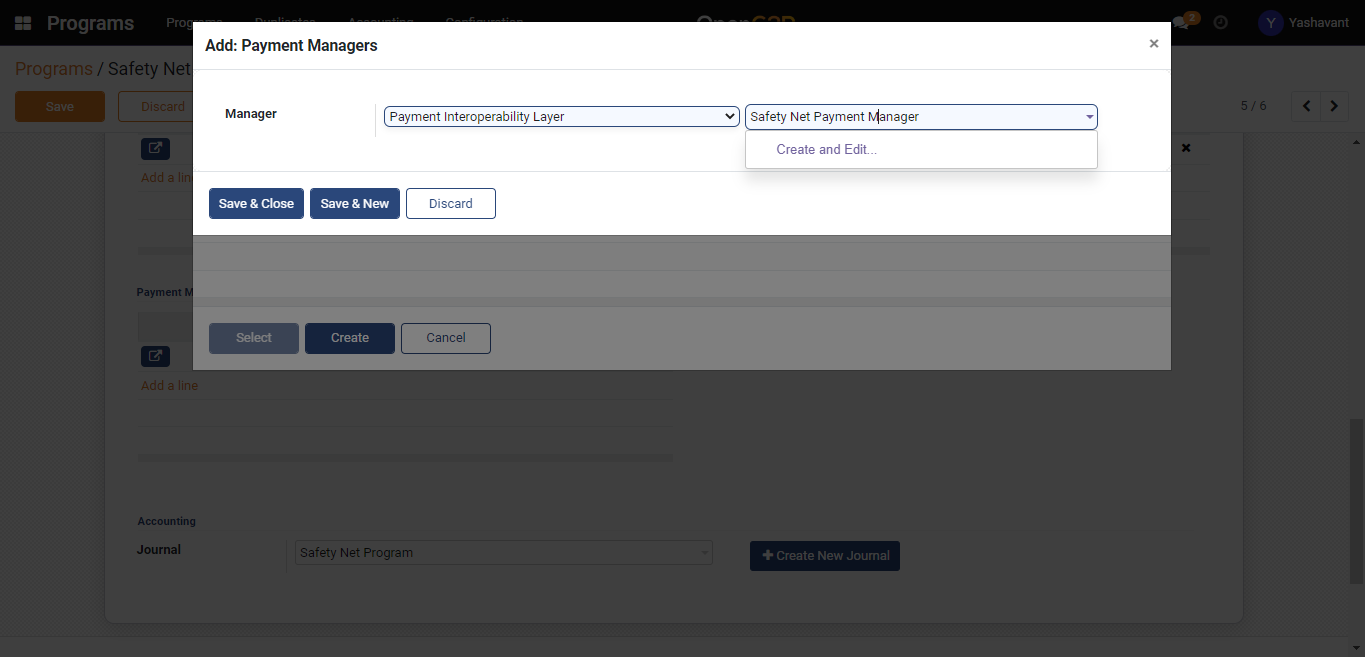 Programs
Duplicates Accounting Configuration OpenG2P 2 Y Yashavant
Add: Payment Managers ×
Programs / Safety Net
Save Discard 5 / 6
Manager Payment Interoperability Layer Safety Net Payment Manager
Create and Edit...
Add a lin
Save & Close Save & New Discard
Payment M
Select Create Cancel
Add a line
Accounting
Journal Safety Net Program Create New Journal